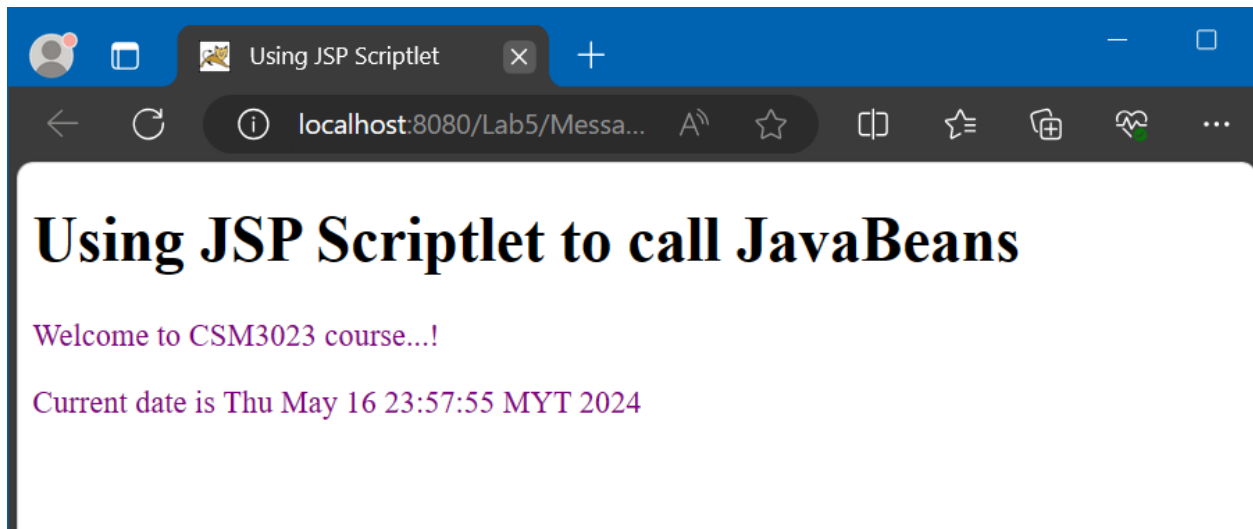 Using JSP Scriptlet
localhost:8080/Lab5/Messa...
Using JSP Scriptlet to call JavaBeans
Welcome to CSM3023 course...!
Current date is Thu May 16 23:57:55 MYT 2024